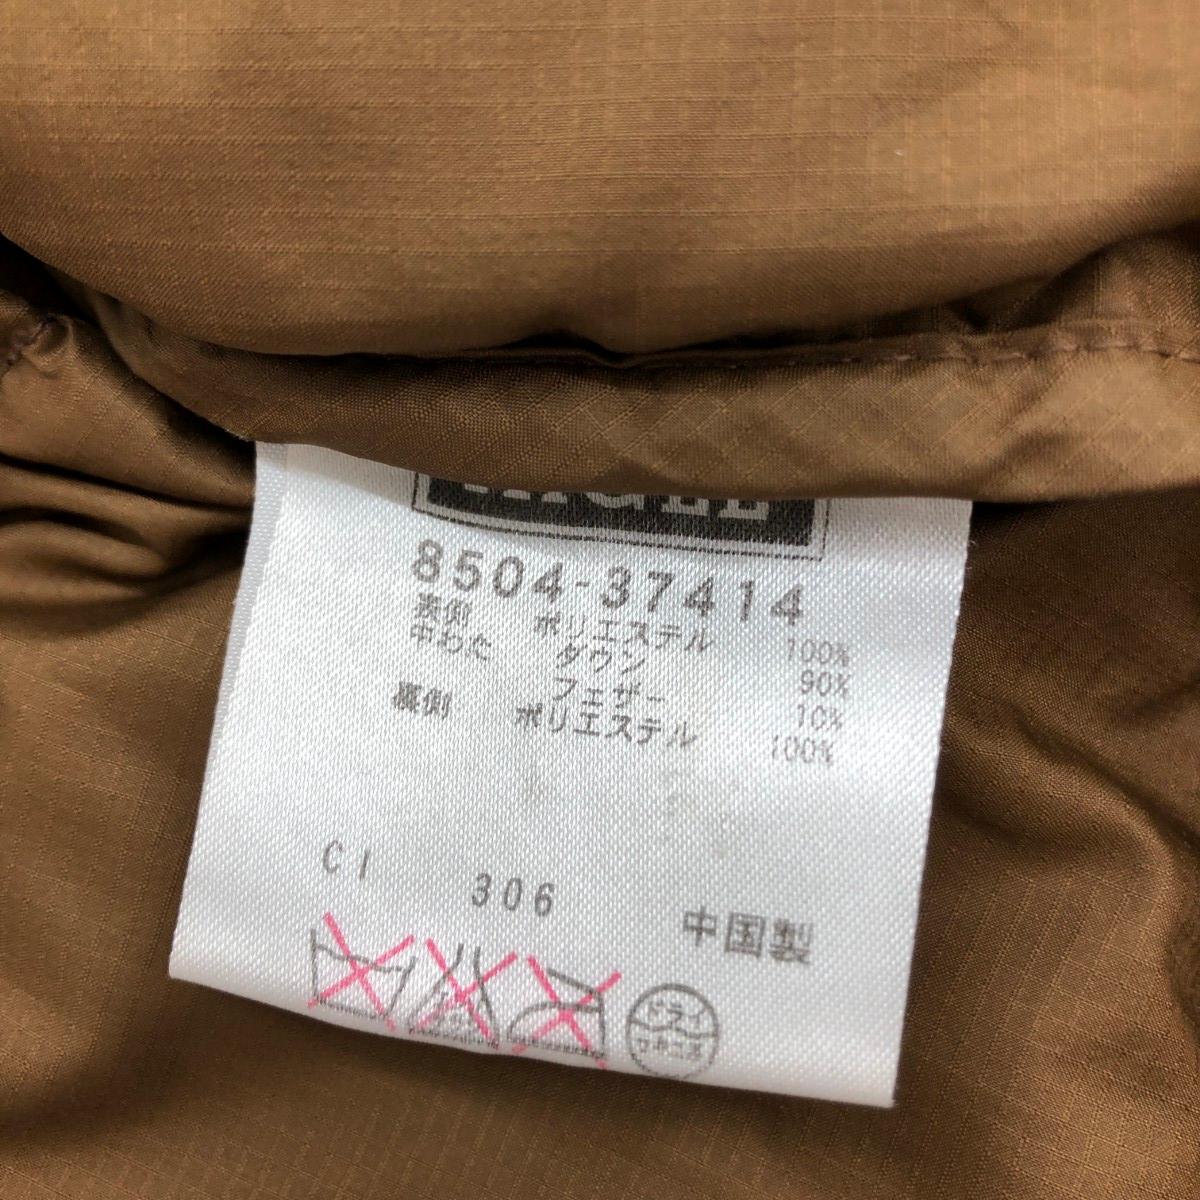 8504-37414
表側 ポリエステル 100%
中わた ダウン 90%
フェザー 10%
裏側 ポリエステル 100%
CI 306
中国製
ドライ